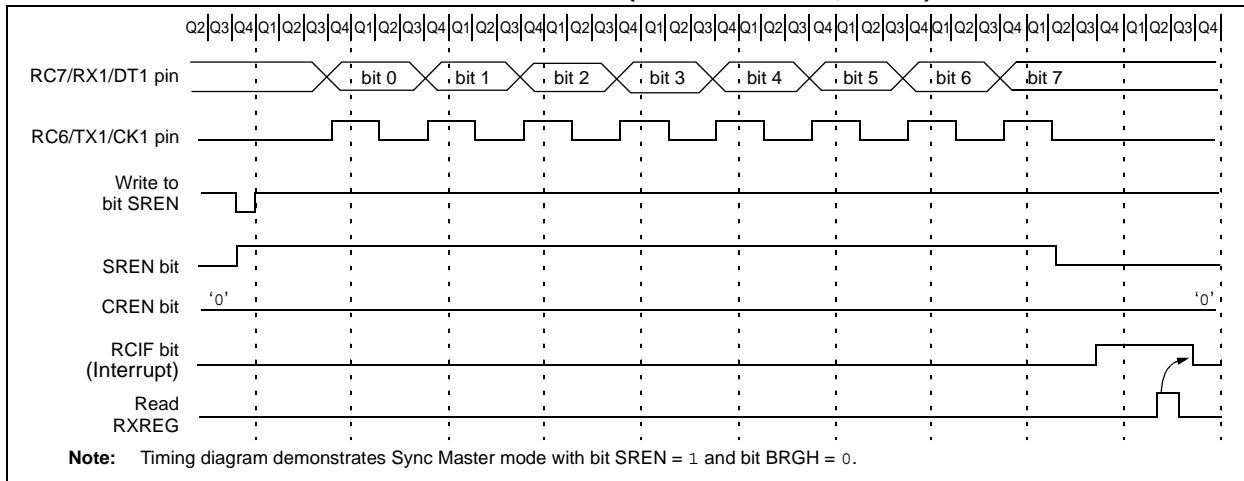 Q2 Q3 Q4 Q1 Q2 Q3 Q4 Q1 Q2 Q3 Q4 Q1 Q2 Q3 Q4 Q1 Q2 Q3 Q4 Q1 Q2 Q3 Q4 Q1 Q2 Q3 Q4 Q1 Q2 Q3 Q4 Q1 Q2 Q3 Q4 Q1 Q2 Q3 Q4 Q1 Q2 Q3 Q4
RC7/RX1/DT1 pin bit 0 bit 1 bit 2 bit 3 bit 4 bit 5 bit 6 bit 7
RC6/TX1/CK1 pin
Write to
bit SREN
SREN bit
CREN bit ‘0’ ‘0’
RCIF bit
(Interrupt)
Read
RXREG
Note: Timing diagram demonstrates Sync Master mode with bit SREN = 1 and bit BRGH = 0.